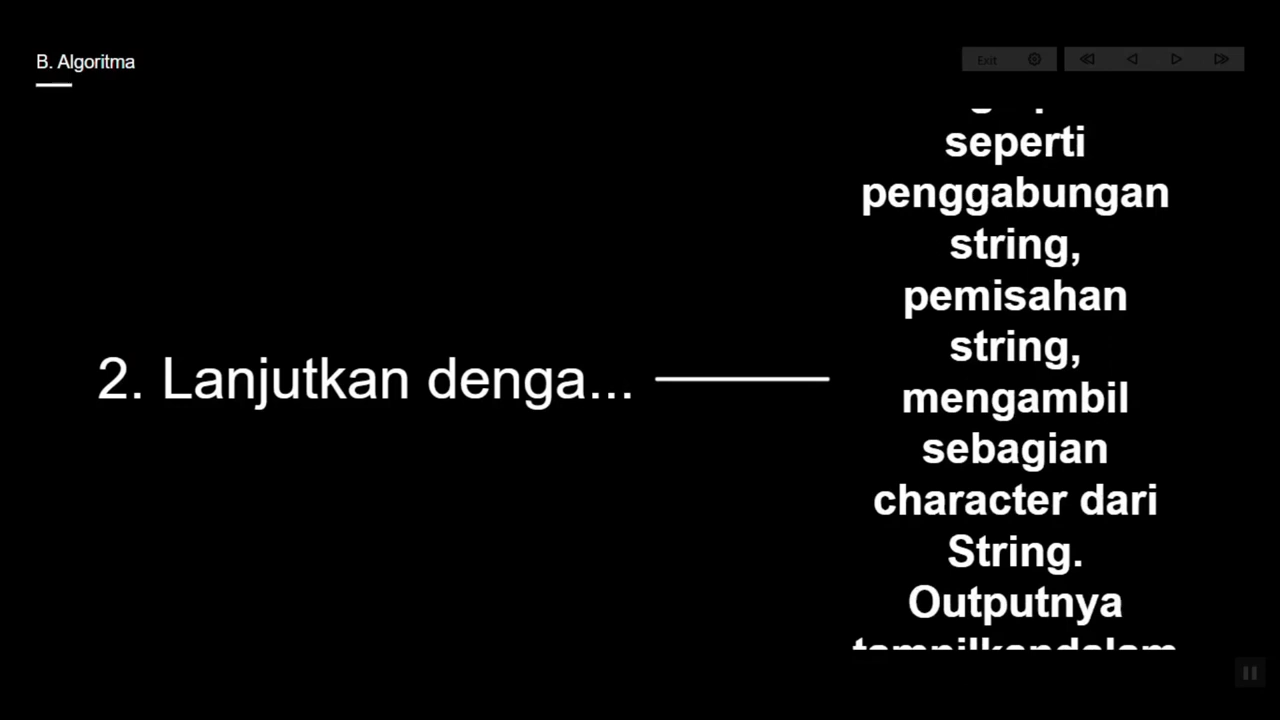 B. Algoritma
Exit
seperti
penggabungan
string,
pemisahan
2. Lanjutkan denga...
string,
mengambil
sebagian
character dari
String.
Outputnya